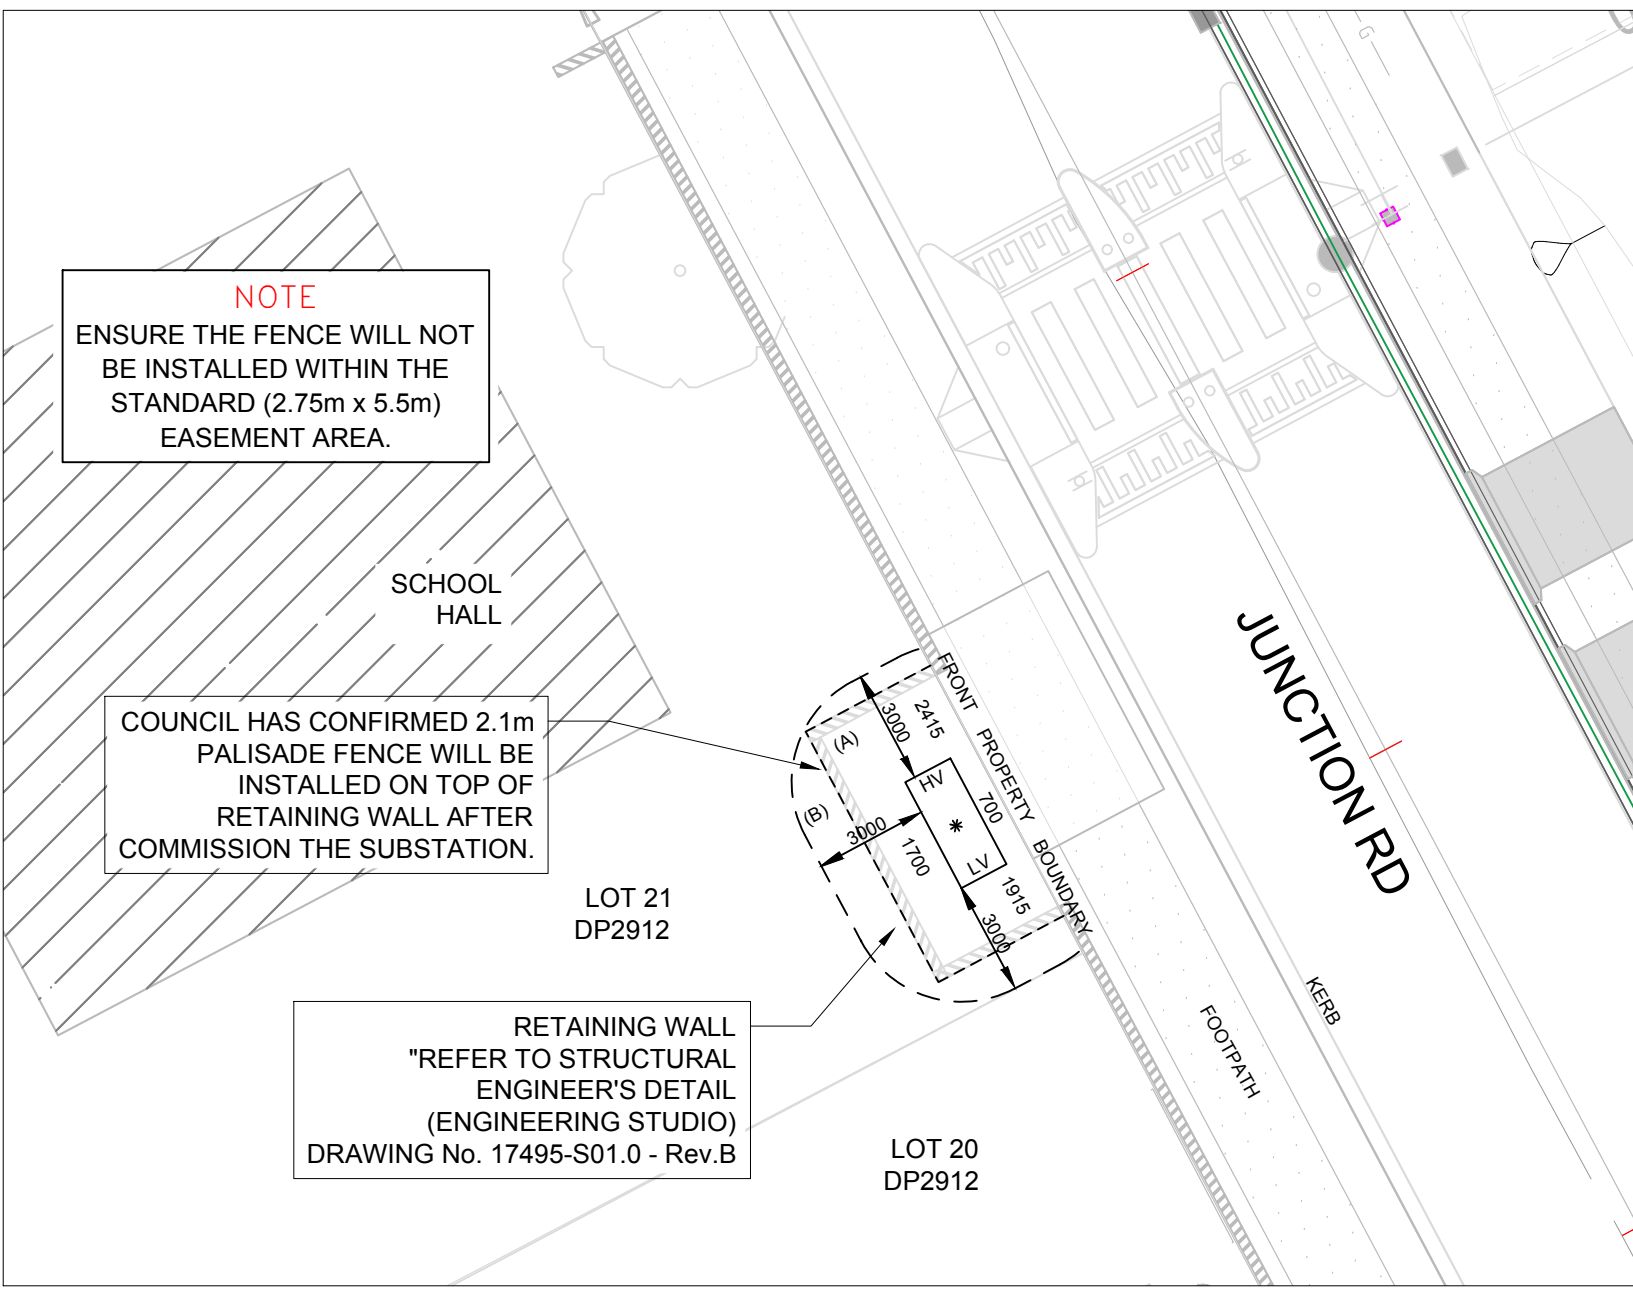 G
NOTE
ENSURE THE FENCE WILL NOT
BE INSTALLED WITHIN THE
STANDARD (2.75m x 5.5m)
EASEMENT AREA.
SCHOOL
HALL
COUNCIL HAS CONFIRMED 2.1m
PALISADE FENCE WILL BE
INSTALLED ON TOP OF
RETAINING WALL AFTER
COMMISSION THE SUBSTATION.
FRONT PROPERTY BOUNDARY
2415
3000
(A)
HV
700
(B)
3000
1700
LV
1915
3000
JUNCTION RD
LOT 21
DP2912
RETAINING WALL
"REFER TO STRUCTURAL
ENGINEER'S DETAIL
(ENGINEERING STUDIO)
DRAWING No. 17495-S01.0 - Rev.B
KERB
FOOTPATH
LOT 20
DP2912